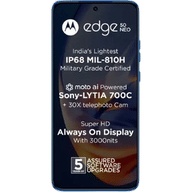 motorola
edge 50 NEO
India's Lightest
IP68 MIL-810H
Military Grade Certified
moto ai Powered
Sony-LYTIA 700C
+ 30X telephoto Cam
Super HD
Always On Display
With 3000nits
5 ASSURED
SOFTWARE
UPGRADES